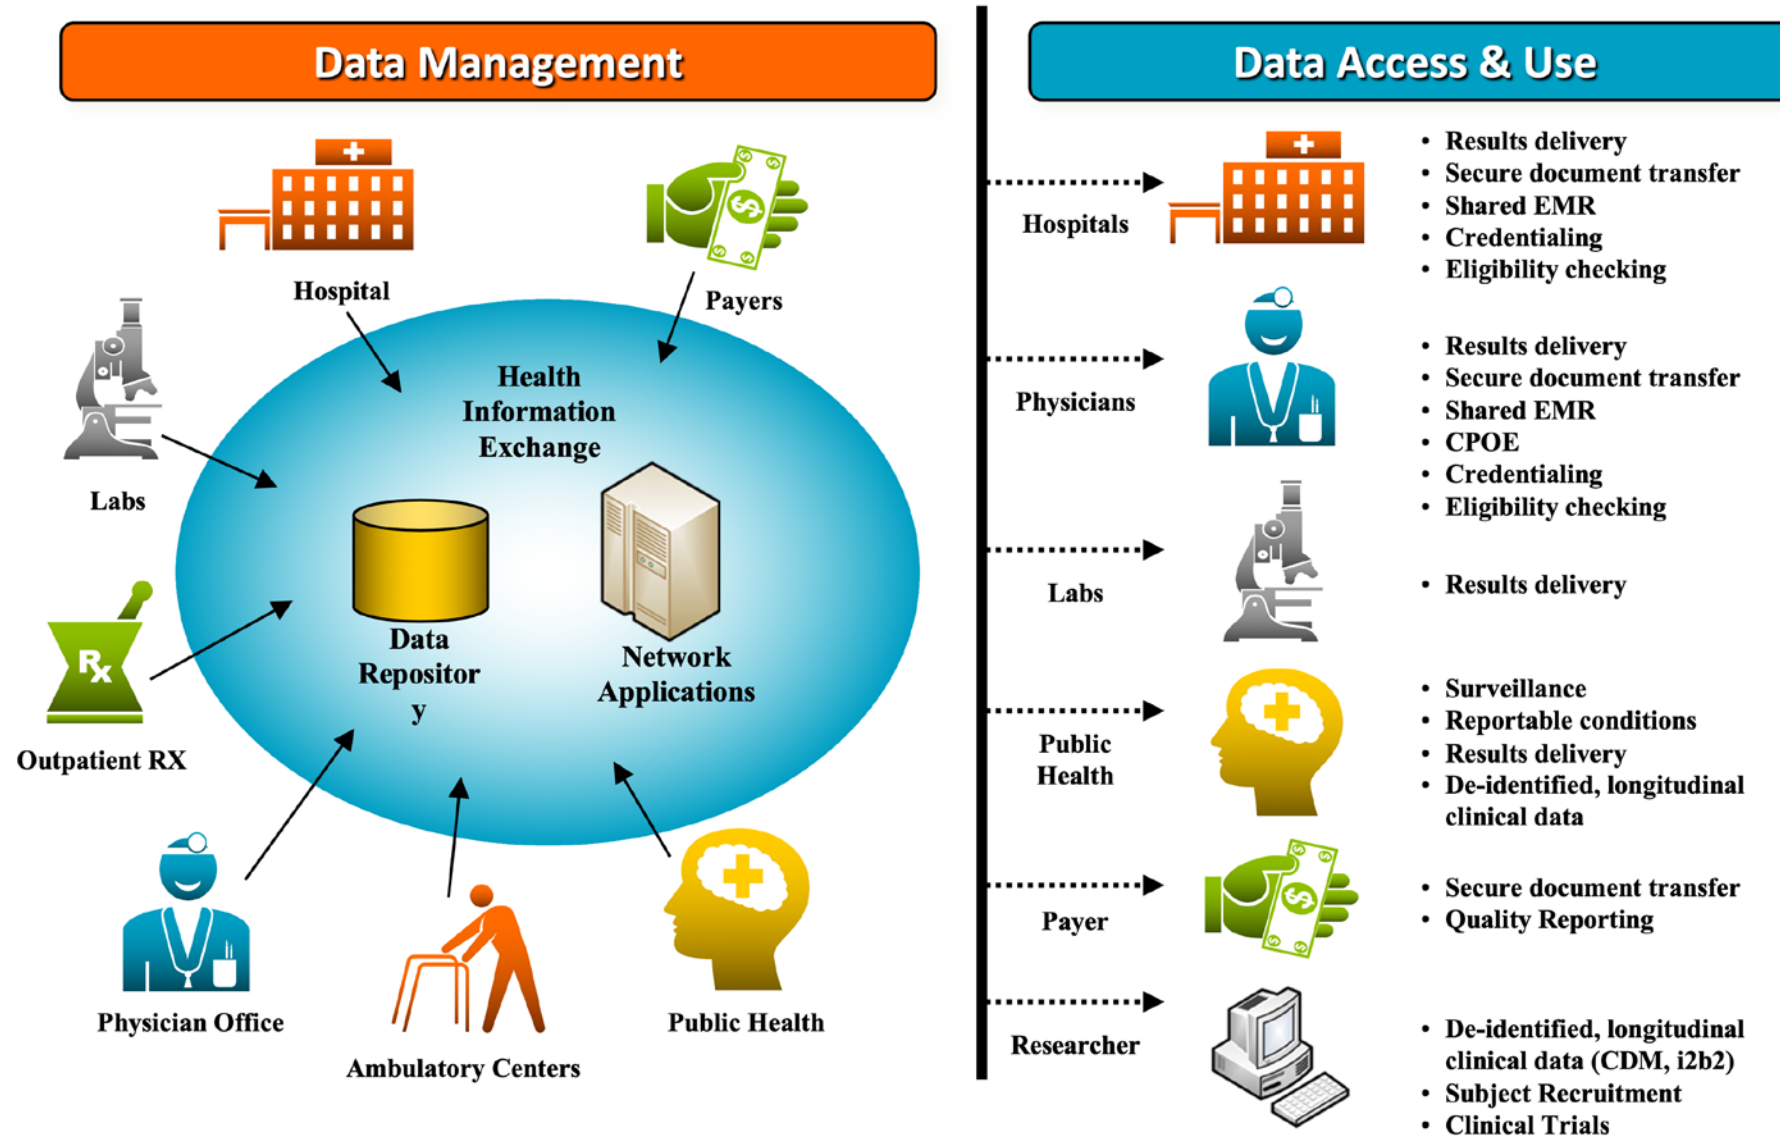 Data Management
Hospital
Payers
Labs
Health
Information
Exchange
Data
Repositor
y
Network
Applications
Rx
Outpatient RX
Physician Office
Ambulatory Centers
Public Health
Data Access & Use
Hospitals
• Results delivery
• Secure document transfer
• Shared EMR
• Credentialing
• Eligibility checking
Physicians
• Results delivery
• Secure document transfer
• Shared EMR
• CPOE
• Credentialing
• Eligibility checking
Labs
• Results delivery
Public
Health
• Surveillance
• Reportable conditions
• Results delivery
• De-identified, longitudinal
clinical data
Payer
• Secure document transfer
• Quality Reporting
Researcher
• De-identified, longitudinal
clinical data (CDM, i2b2)
• Subject Recruitment
• Clinical Trials